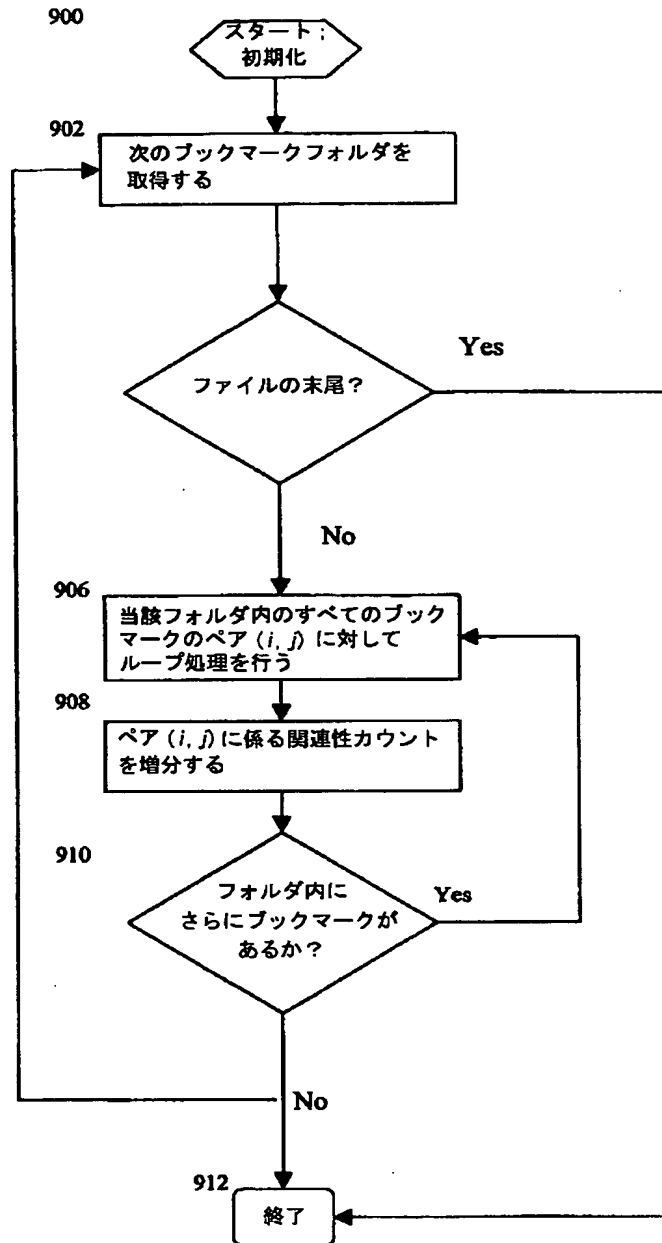 900
スタート；
初期化
902
次のブックマークフォルダを
取得する
Yes
ファイルの末尾？
No
906
当該フォルダ内のすべてのブック
マークのペア (i, j) に対して
ループ処理を行う
908
ペア (i, j) に係る関連性カウント
を増分する
910
フォルダ内に
さらにブックマークが
あるか？
Yes
No
912
終了